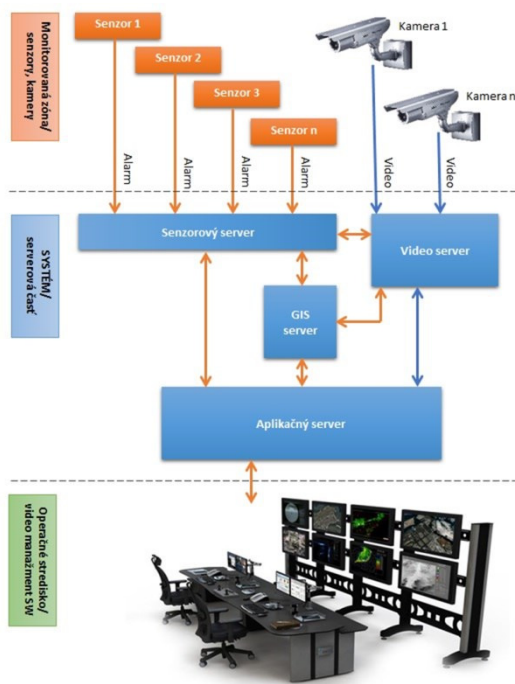 Monitorovaná zóna/
senzory, kamery
Senzor 1
Senzor 2
Senzor 3
Senzor n
Kamera 1
Kamera n
Alarm
Alarm
Alarm
Alarm
Video
Video
SYSTÉM/
serverová časť
Senzorový server
Video server
GIS
server
Aplikačný server
Operačné stredisko/
video manažment SW